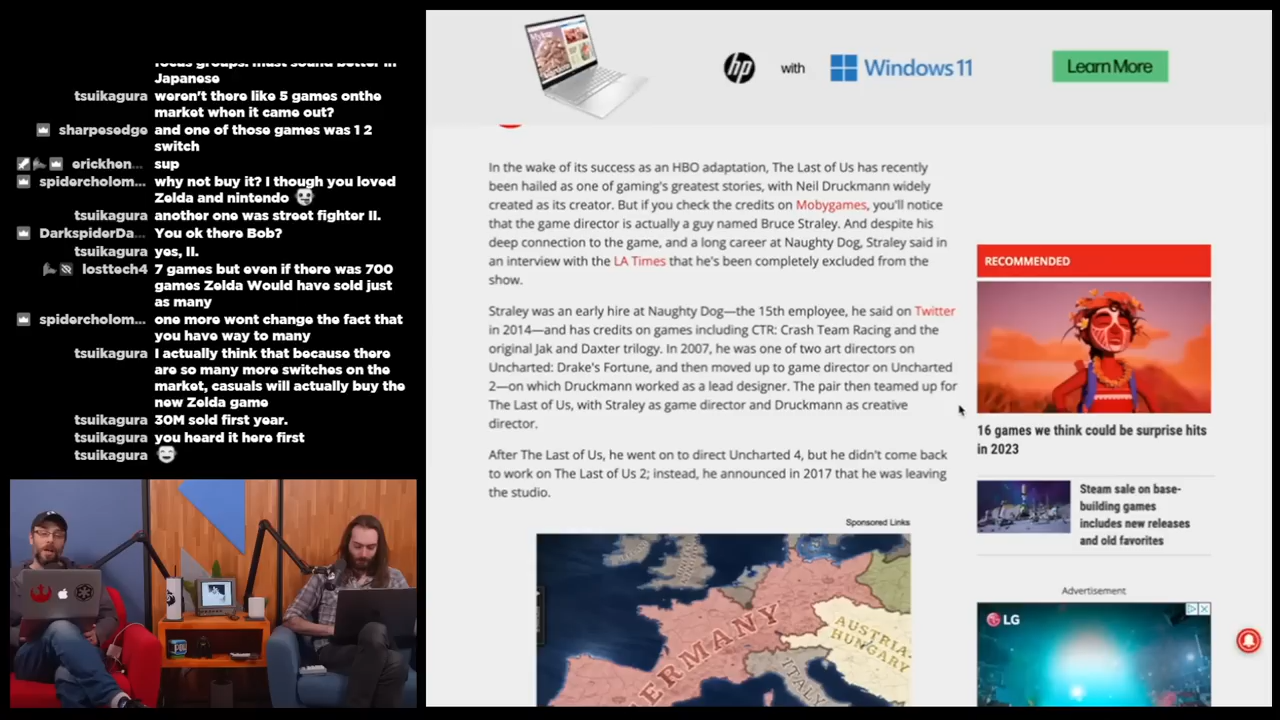 focus groups. must sound better in
Japanese
tsuikagura weren't there like 5 games onthe
market when it came out?
sharpesedge and one of those games was 1 2
switch
erickhen... sup
spidercholom... why not buy it? I though you loved
Zelda and nintendo
tsuikagura another one was street fighter II.
DarkspiderDa... You ok there Bob?
tsuikagura yes, II.
losttech4 7 games but even if there was 700
games Zelda Would have sold just
as many
spidercholom... one more wont change the fact that
you have way to many
tsuikagura I actually think that because there
are so many more switches on the
market, casuals will actually buy the
new Zelda game
tsuikagura 30M sold first year.
tsuikagura you heard it here first
tsuikagura
hp with Windows 11 Learn More
In the wake of its success as an HBO adaptation, The Last of Us has recently
been hailed as one of gaming's greatest stories, with Neil Druckmann widely
created as its creator. But if you check the credits on Mobygames, you'll notice
that the game director is actually a guy named Bruce Straley. And despite his
deep connection to the game, and a long career at Naughty Dog, Straley said in
an interview with the LA Times that he's been completely excluded from the
show.
Straley was an early hire at Naughty Dog—the 15th employee, he said on Twitter
in 2014—and has credits on games including CTR: Crash Team Racing and the
original Jak and Daxter trilogy. In 2007, he was one of two art directors on
Uncharted: Drake's Fortune, and then moved up to game director on Uncharted
2—on which Druckmann worked as a lead designer. The pair then teamed up for
The Last of Us, with Straley as game director and Druckmann as creative
director.
After The Last of Us, he went on to direct Uncharted 4, but he didn't come back
to work on The Last of Us 2; instead, he announced in 2017 that he was leaving
the studio.
Sponsored Links
GERMANY
AUSTRIA-
HUNGARY
ITALY
RECOMMENDED
16 games we think could be surprise hits
in 2023
Steam sale on base-
building games
includes new releases
and old favorites
Advertisement
LG